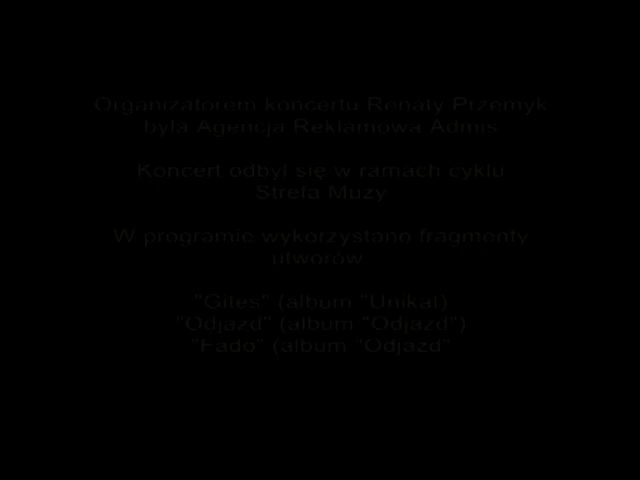 Organizatorem koncertu Renaty Przemyk
była Agencja Reklamowa Admis
Koncert odbył się w ramach cyklu
Strefa Muzy
W programie wykorzystano fragmenty
utworów
"Gites" (album "Unikat)
"Odjazd" (album "Odjazd")
"Fado" (album "Odjazd"